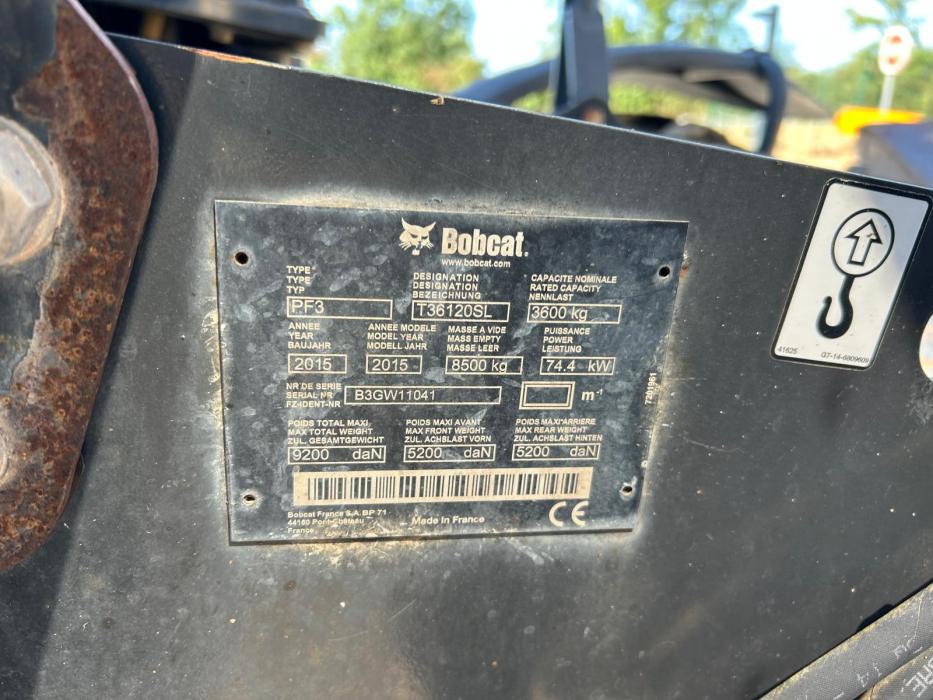 Bobcat.
www.bobcat.com
TYPE
TYPE
TYP
PF3
DESIGNATION
DESIGNATION
BEZEICHNUNG
T36120SL
CAPACITE NOMINALE
RATED CAPACITY
NENNLAST
3600 kg
ANNÉE
YEAR
BAUJAHR
2015
ANNÉE MODELE
MODEL YEAR
MODELL JAHR
2015
MASSE A VIDE
MASS EMPTY
MASSE LEER
8500 kg
PUISSANCE
POWER
LEISTUNG
74.4 kW
NR DE SERIE
SERIAL NR
FZ-IDENT-NR
B3GW11041
m-1
7261961
POIDS TOTAL MAXI
MAX TOTAL WEIGHT
ZUL. GESAMTGEWICHT
9200 daN
POIDS MAXI AVANT
MAX FRONT WEIGHT
ZUL. ACHSLAST VORN
5200 daN
POIDS MAXI ARRIERE
MAX REAR WEIGHT
ZUL. ACHSLAST HINTEN
5200 daN
Bobcat France S.A. BP 71
44160 Pont-Château
France
Made in France
CE
41625
G7-14-6809609